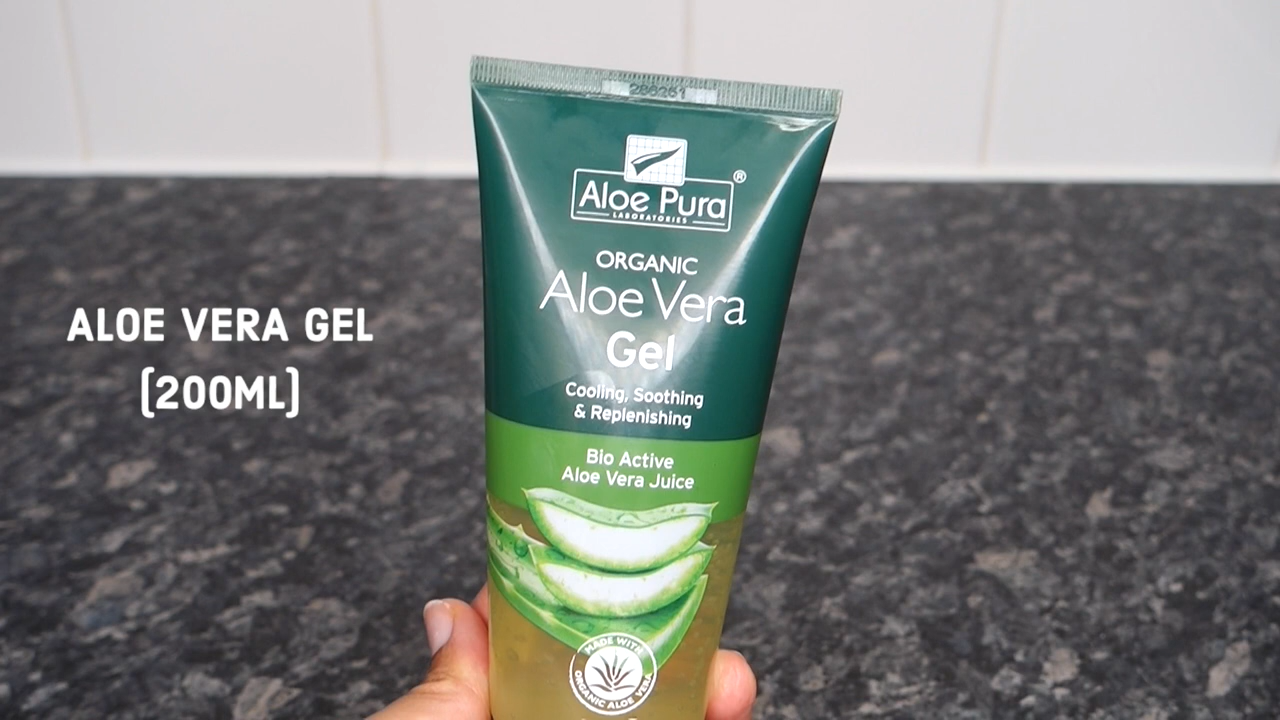 ALOE VERA GEL
(200ML)
Aloe Pura®
LABORATORIES
ORGANIC
Aloe Vera
Gel
Cooling, Soothing
& Replenishing
Bio Active
Aloe Vera Juice
MADE WITH
ORGANIC ALOE VERA